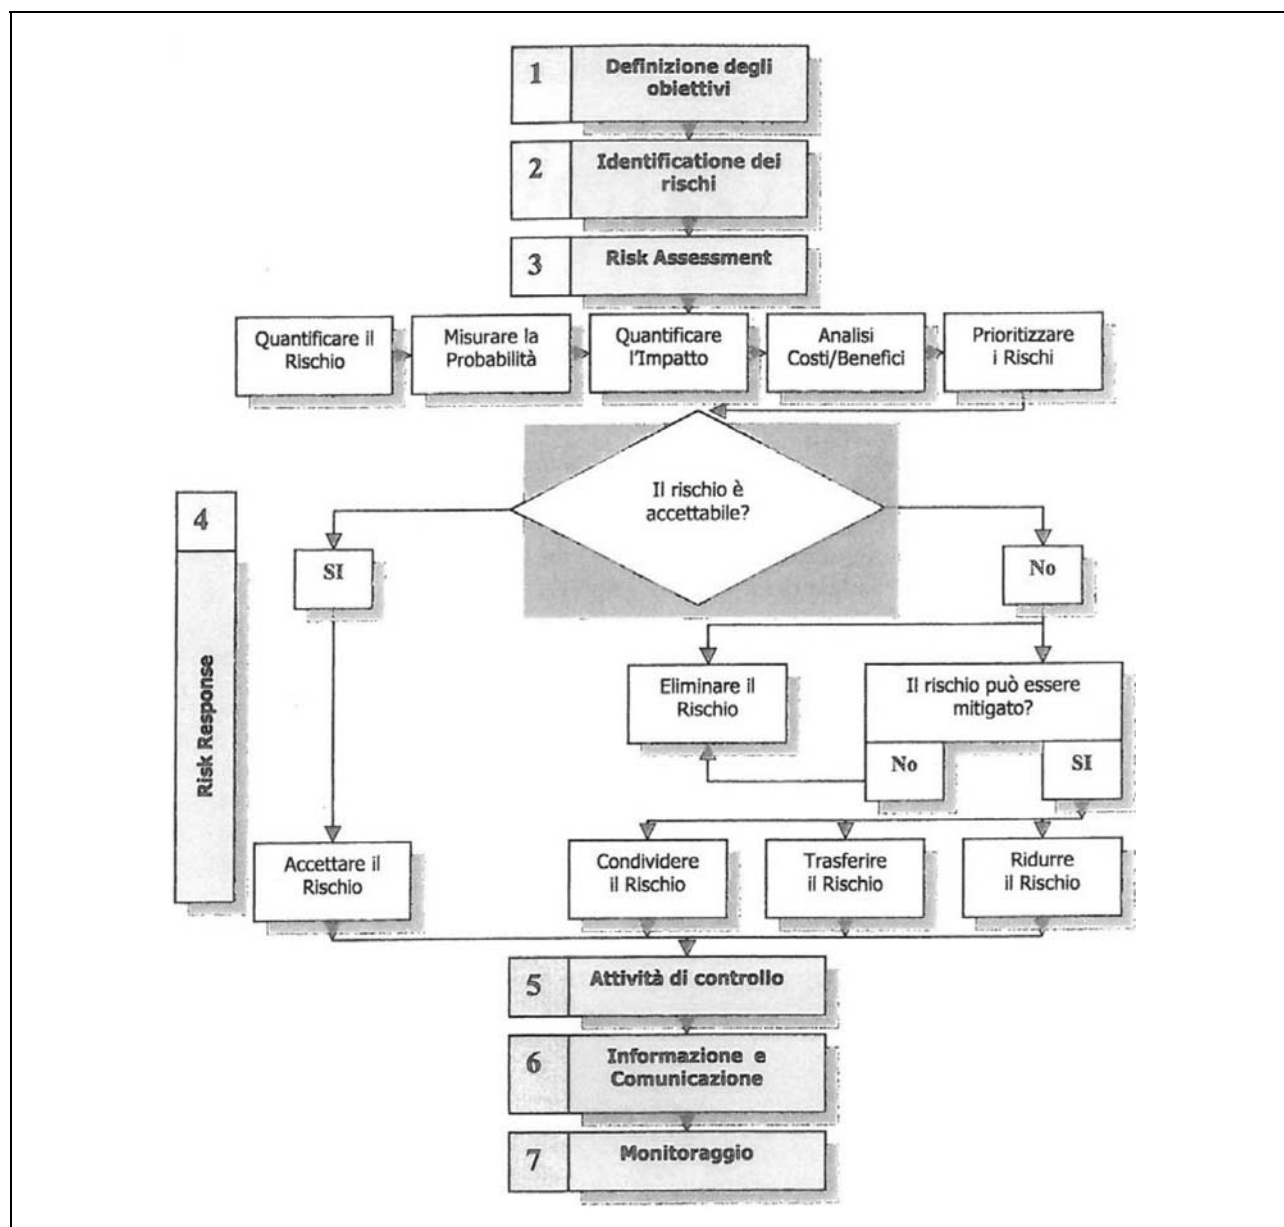 1
Definizione degli
obiettivi
2
Identificatione dei
rischi
3
Risk Assessment
Quantificare il
Rischio
Misurare la
Probabilità
Quantificare
l'Impatto
Analisi
Costi/Benefici
Prioritizzare
i Rischi
Il rischio è
accettabile?
4
Risk Response
SI
No
Eliminare il
Rischio
Il rischio può essere
mitigato?
No
SI
Accettare il
Rischio
Condividere
il Rischio
Trasferire
il Rischio
Ridurre
il Rischio
5
Attività di controllo
6
Informazione e
Comunicazione
7
Monitoraggio